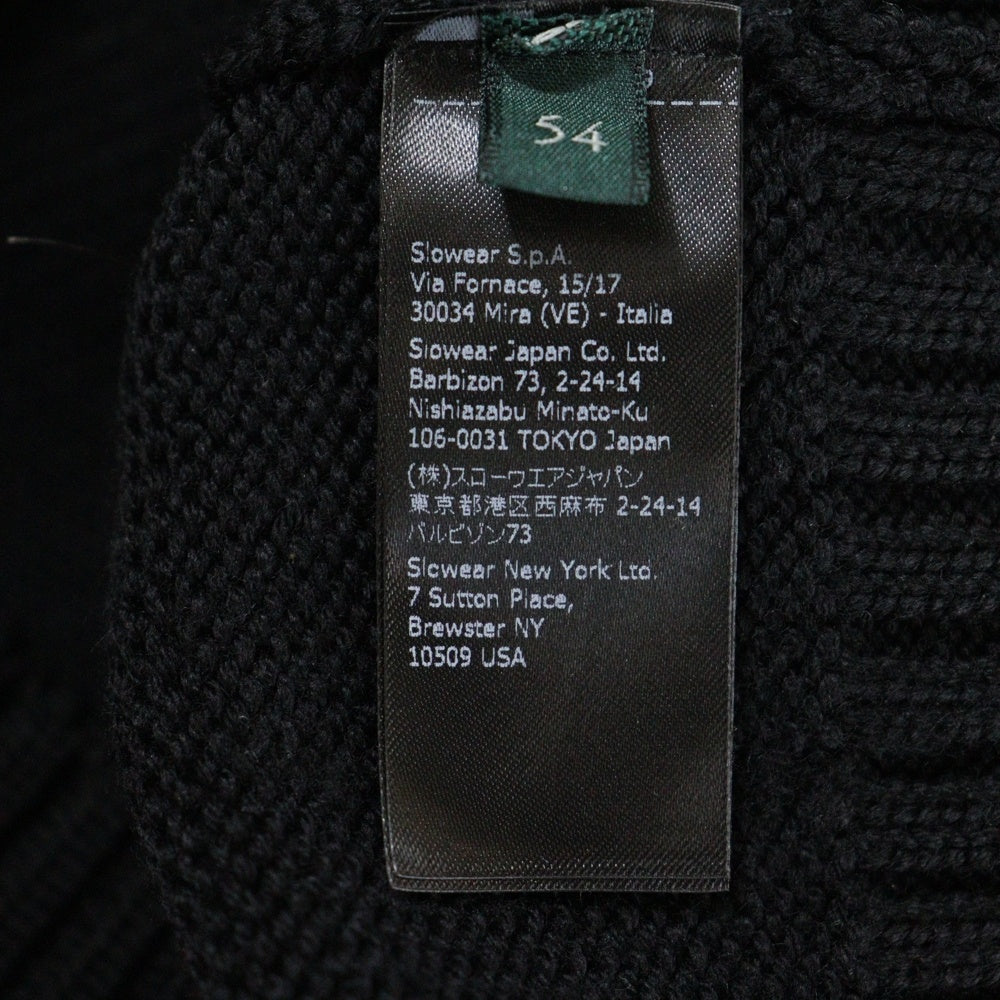 54
Slowear S.p.A.
Via Fornace, 15/17
30034 Mira (VE) - Italia
Slowear Japan Co. Ltd.
Barbizon 73, 2-24-14
Nishiazabu Minato-Ku
106-0031 TOKYO Japan
(株)スローウエアジャパン
東京都港区西麻布 2-24-14
バルビゾン73
Slowear New York Ltd.
7 Sutton Place,
Brewster NY
10509 USA